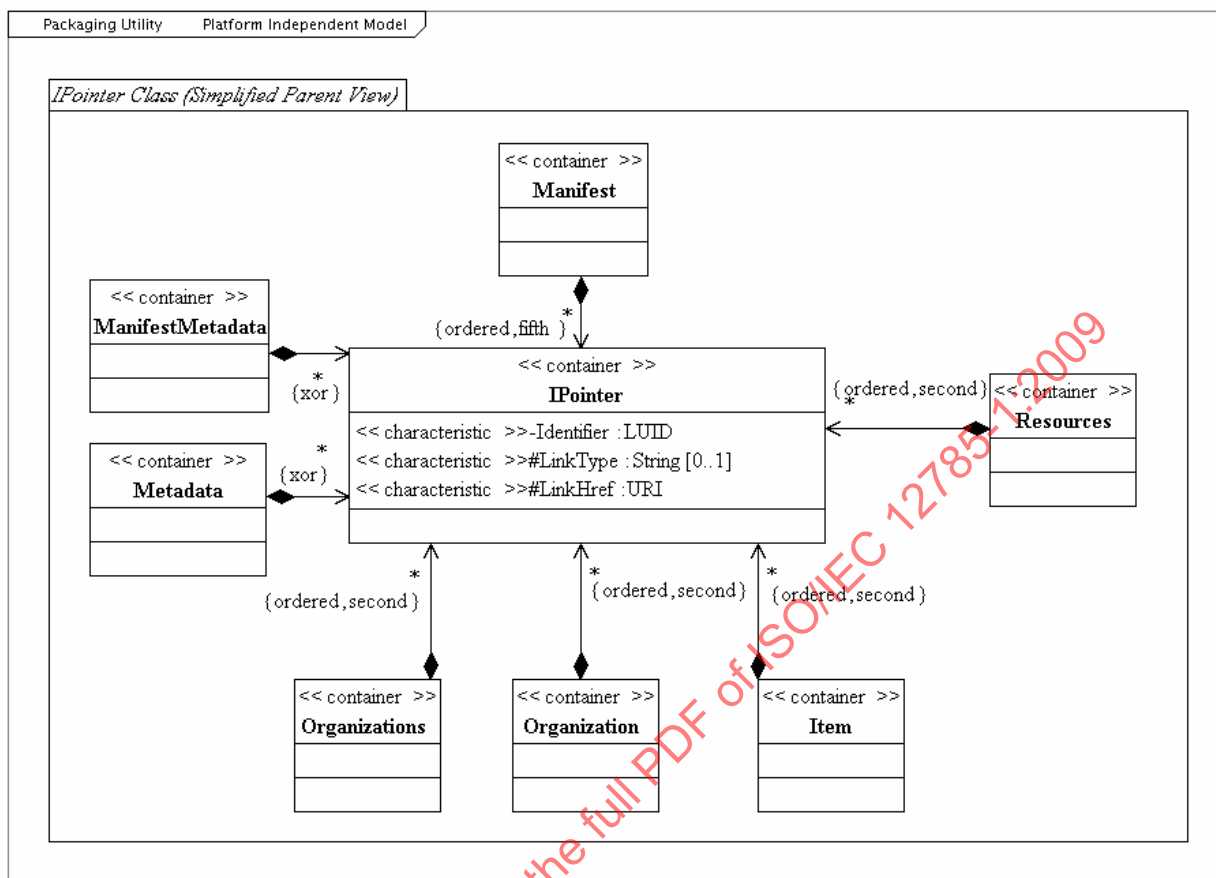 Packaging Utility Platform Independent Model
IPointer Class (Simplified Parent View)
<< container >>
Manifest
{ordered,fifth }
*
<< container >>
ManifestMetadata
*
{xor}
<< container >>
Metadata
*
{xor}
<< container >>
IPointer
<< characteristic >>-Identifier :LUID
<< characteristic >>#LinkType :String [0..1]
<< characteristic >>#LinkHref :URI
{ordered,second}
*
<< container >>
Resources
*
{ordered,second}
*
{ordered,second}
*
{ordered,second}
<< container >>
Organizations
<< container >>
Organization
<< container >>
Item
the full PDF of ISO/IEC 12785-1:2009